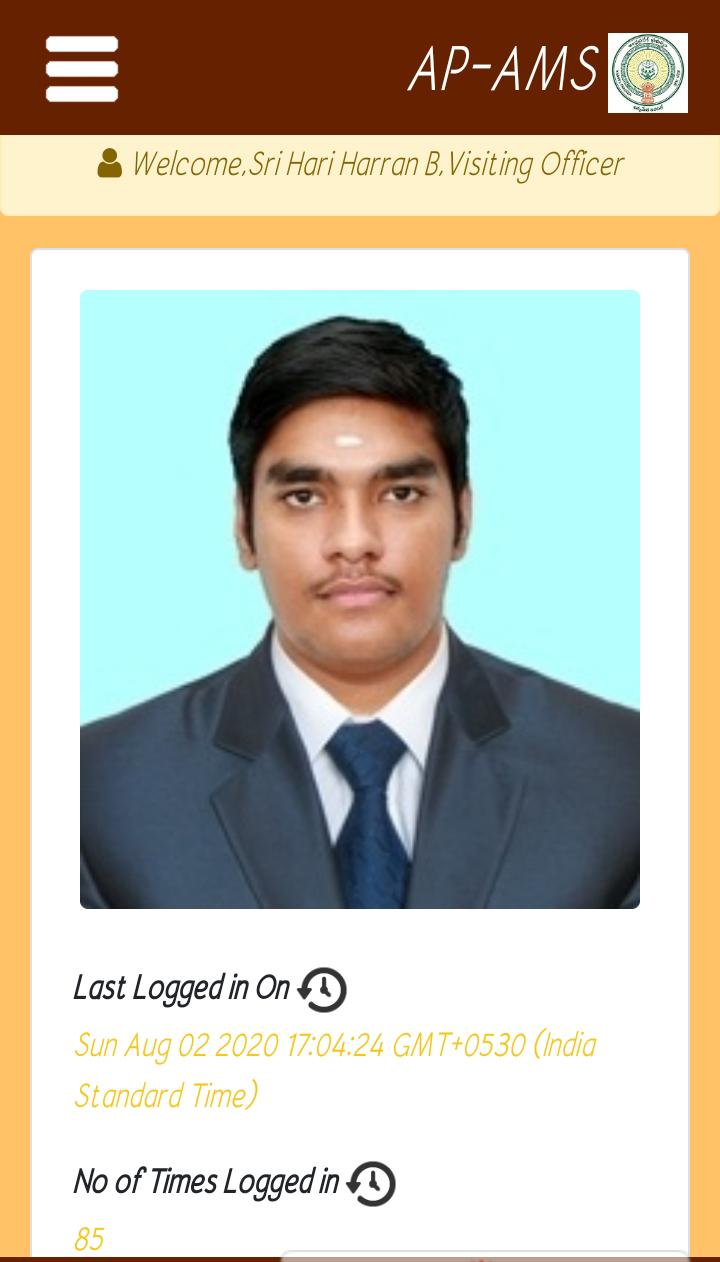 AP-AMS
Welcome,Sri Hari Harran B,Visiting Officer
Last Logged in On
Sun Aug 02 2020 17:04:24 GMT+0530 (India
Standard Time)
No of Times Logged in
85